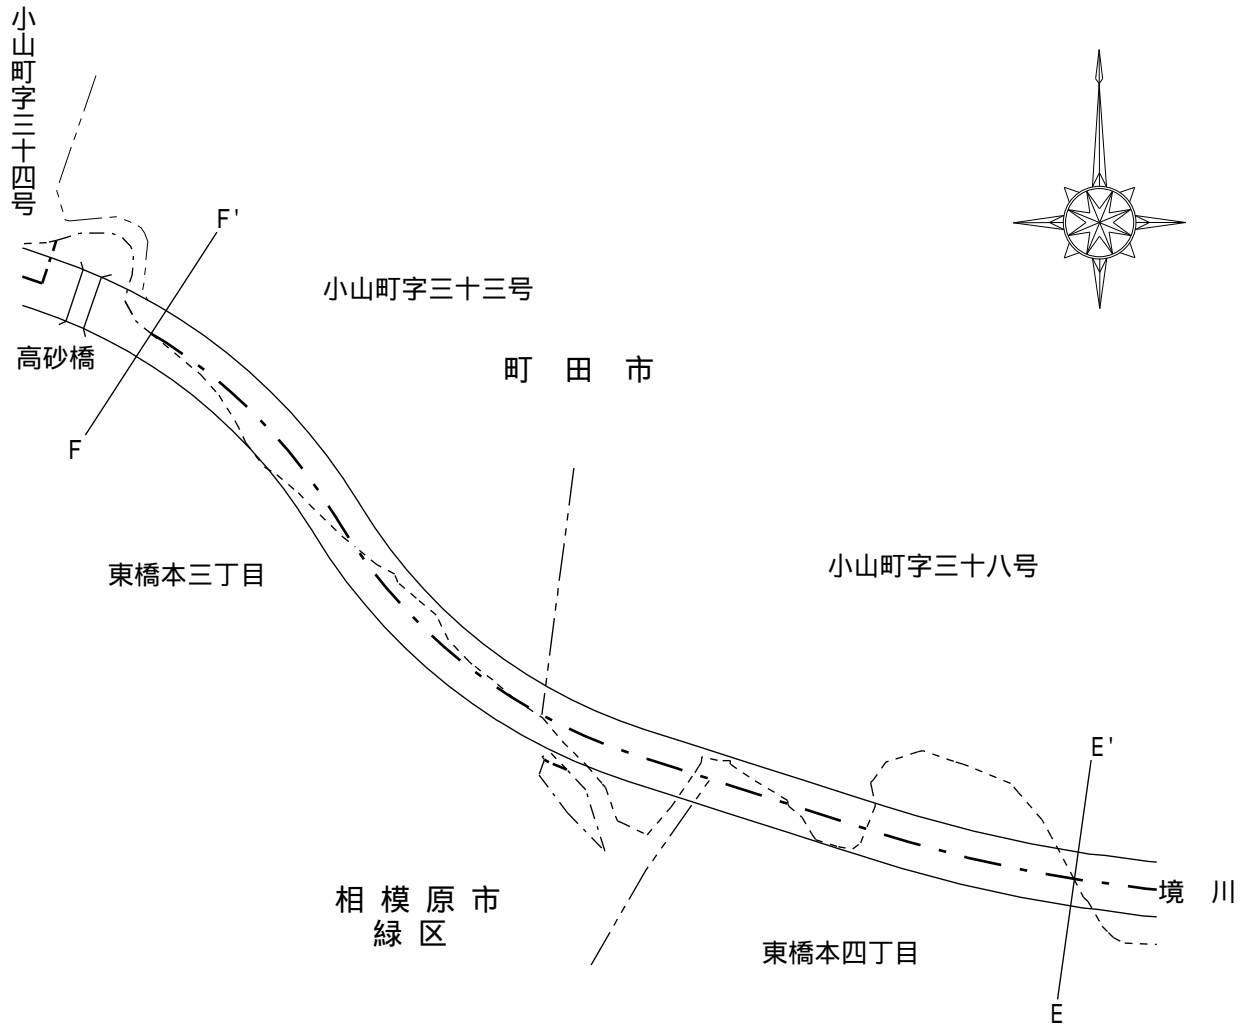 小山町字三十四号
F'
小山町字三十三号
高砂橋
町 田 市
F
小山町字三十八号
東橋本三丁目
E'
相 模 原 市
緑 区
境 川
東橋本四丁目
E